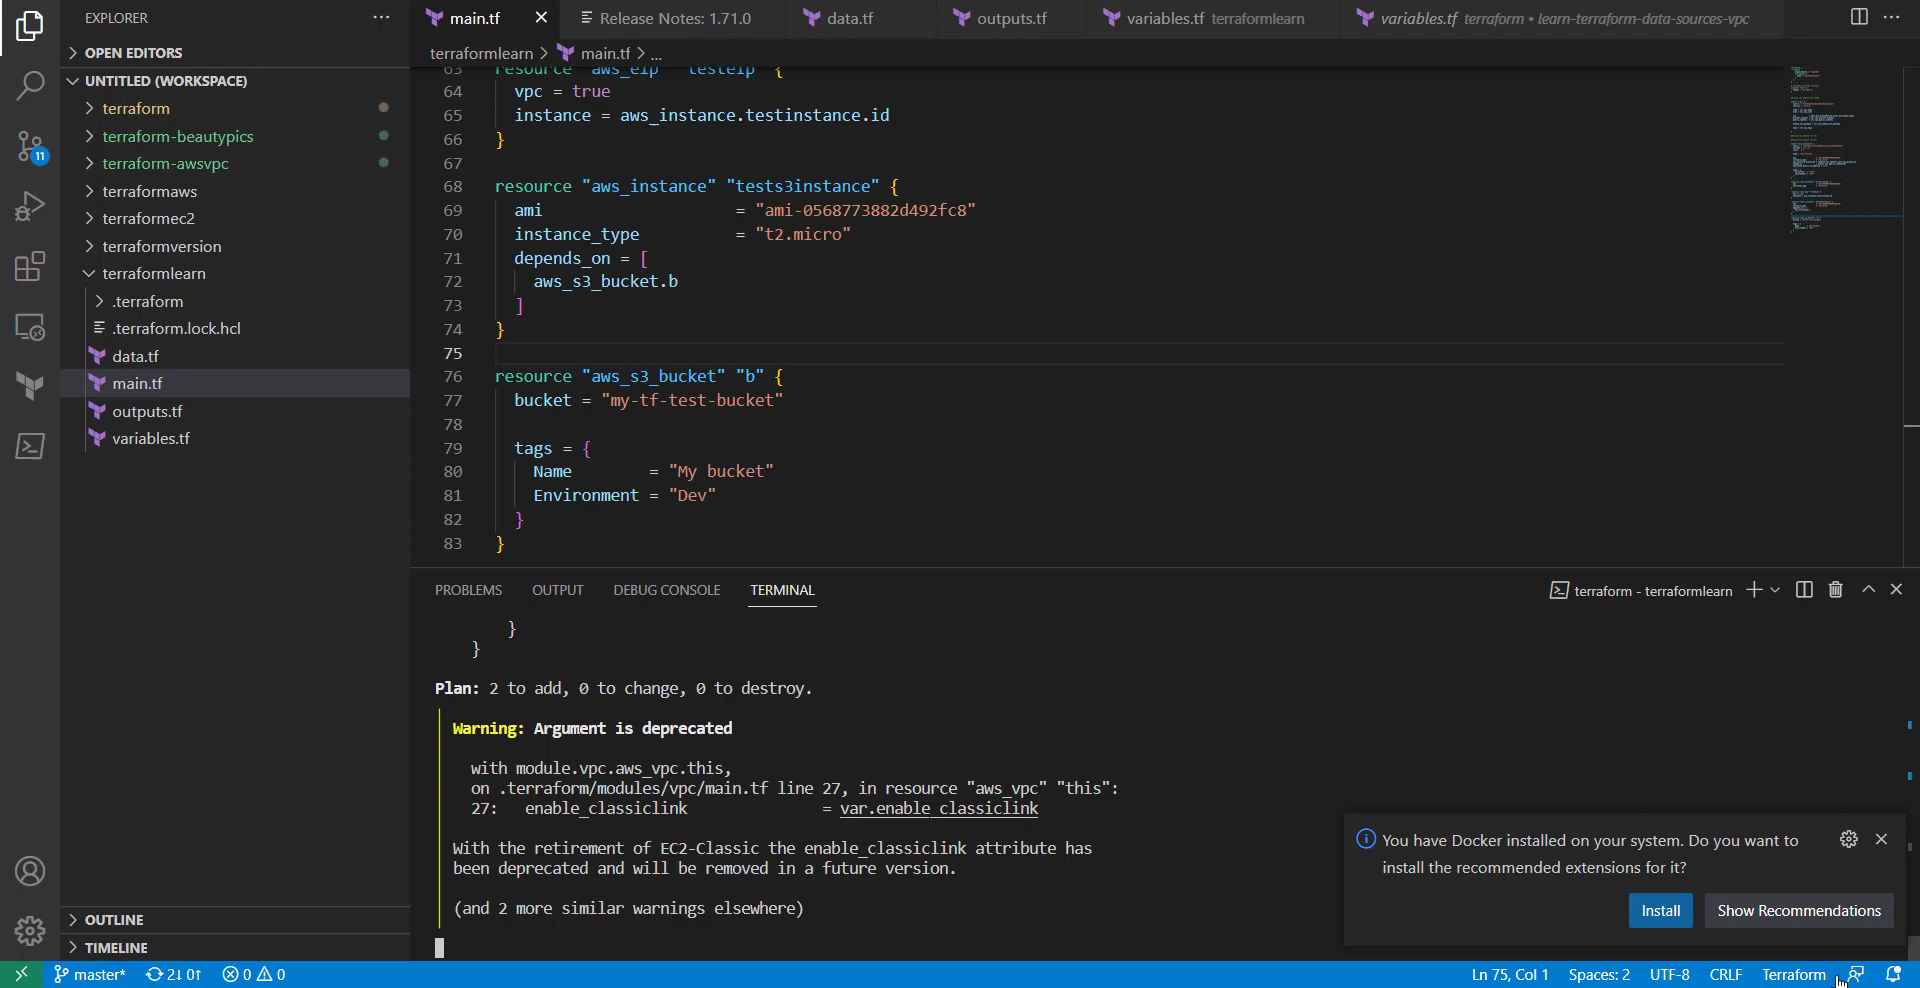 EXPLORER
OPEN EDITORS
UNTITLED (WORKSPACE)
terraform
terraform-beautypics
terraform-awsvpc
terraformaws
terraformec2
terraformversion
terraformlearn
.terraform
.terraform.lock.hcl
data.tf
main.tf
outputs.tf
variables.tf
OUTLINE
TIMELINE
11
main.tf
Release Notes: 1.71.0
data.tf
outputs.tf
variables.tf terraformlearn
variables.tf terraform • learn-terraform-data-sources-vpc
terraformlearn > main.tf > ...
63 resource "aws_eip" "testeip" {
64 vpc = true
65 instance = aws_instance.testinstance.id
66 }
67
68 resource "aws_instance" "tests3instance" {
69 ami = "ami-0568773882d492fc8"
70 instance_type = "t2.micro"
71 depends_on = [
72 aws_s3_bucket.b
73 ]
74 }
75
76 resource "aws_s3_bucket" "b" {
77 bucket = "my-tf-test-bucket"
78
79 tags = {
80 Name = "My bucket"
81 Environment = "Dev"
82 }
83 }
PROBLEMS OUTPUT DEBUG CONSOLE TERMINAL
terraform - terraformlearn
}
}
Plan: 2 to add, 0 to change, 0 to destroy.
Warning: Argument is deprecated
with module.vpc.aws_vpc.this,
on .terraform/modules/vpc/main.tf line 27, in resource "aws_vpc" "this":
27: enable_classiclink = var.enable_classiclink
With the retirement of EC2-Classic the enable_classiclink attribute has
been deprecated and will be removed in a future version.
(and 2 more similar warnings elsewhere)
You have Docker installed on your system. Do you want to
install the recommended extensions for it?
Install
Show Recommendations
master* 2↓ 0↑ 0 0
Ln 75, Col 1 Spaces: 2 UTF-8 CRLF Terraform